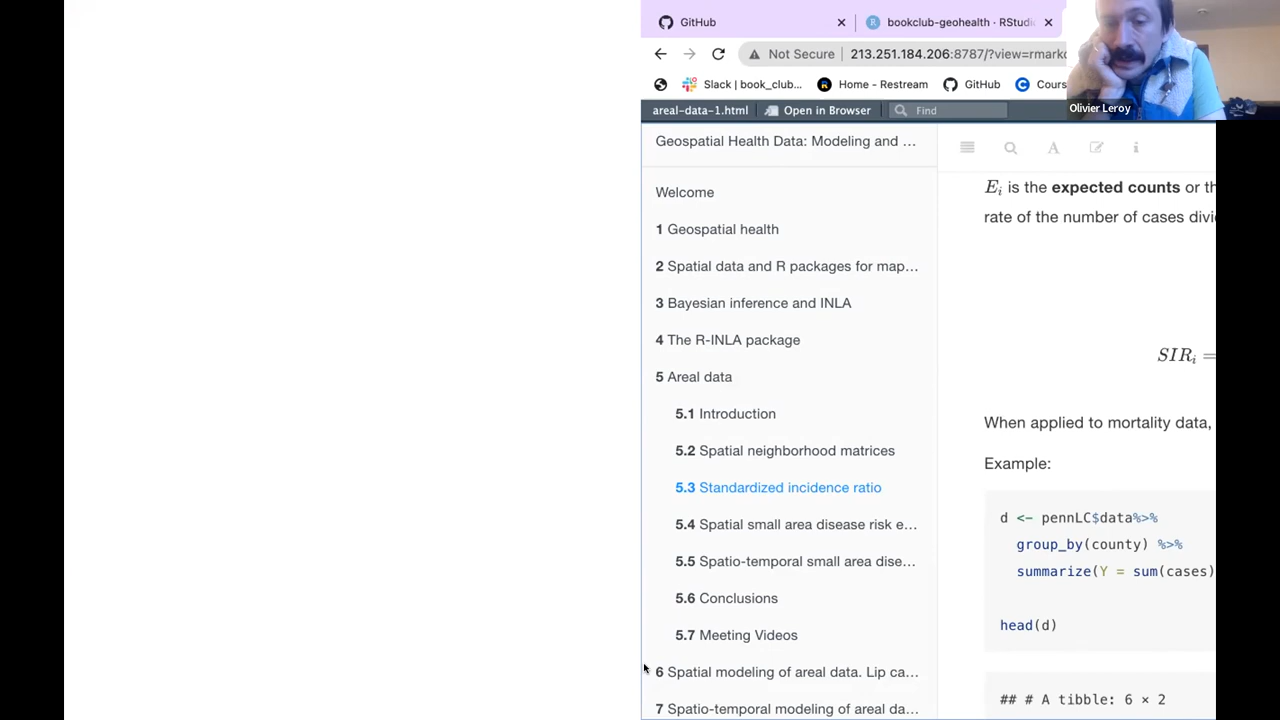 GitHub
bookclub-geohealth · RStudi
Not Secure 213.251.184.206:8787/?view=rmark
Slack | book_club... Home - Restream GitHub Cours
Olivier Leroy
areal-data-1.html Open in Browser Find
Geospatial Health Data: Modeling and ...
Welcome
1 Geospatial health
2 Spatial data and R packages for map...
3 Bayesian inference and INLA
4 The R-INLA package
5 Areal data
5.1 Introduction
5.2 Spatial neighborhood matrices
5.3 Standardized incidence ratio
5.4 Spatial small area disease risk e...
5.5 Spatio-temporal small area dise...
5.6 Conclusions
5.7 Meeting Videos
6 Spatial modeling of areal data. Lip ca...
7 Spatio-temporal modeling of areal da...
E_i is the expected counts or th
rate of the number of cases divi
SIR_i =
When applied to mortality data,
Example:
d <- pennLC$data%>%
group_by(county) %>%
summarize(Y = sum(cases)
head(d)
## # A tibble: 6 × 2